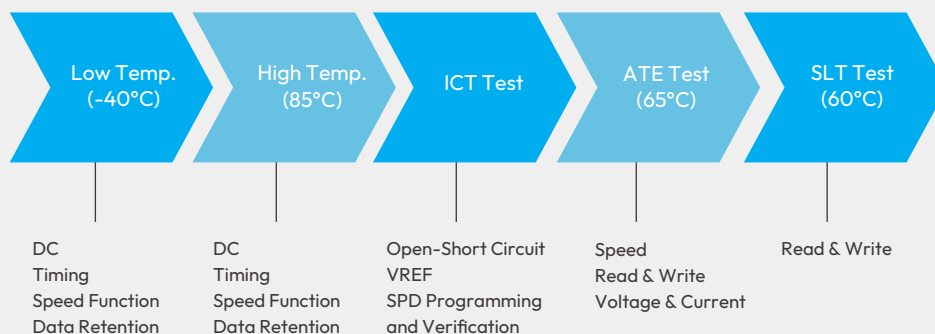 Low Temp.
(-40°C)
High Temp.
(85°C)
ICT Test
ATE Test
(65°C)
SLT Test
(60°C)
DC
Timing
Speed Function
Data Retention
DC
Timing
Speed Function
Data Retention
Open-Short Circuit
VREF
SPD Programming
and Verification
Speed
Read & Write
Voltage & Current
Read & Write